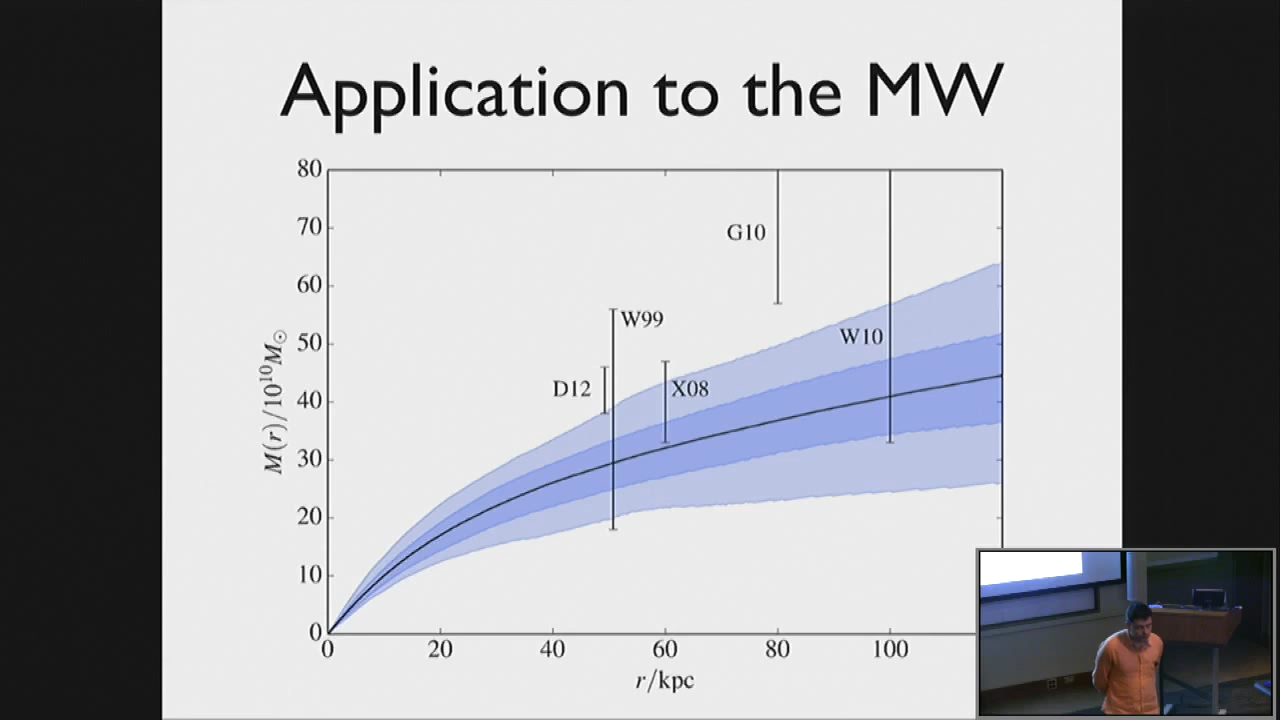 Application to the MW
80
70
60
50
40
30
20
10
0
M(r)/10¹⁰M☉
G10
W99
W10
D12
X08
0
20
40
60
80
100
r/kpc